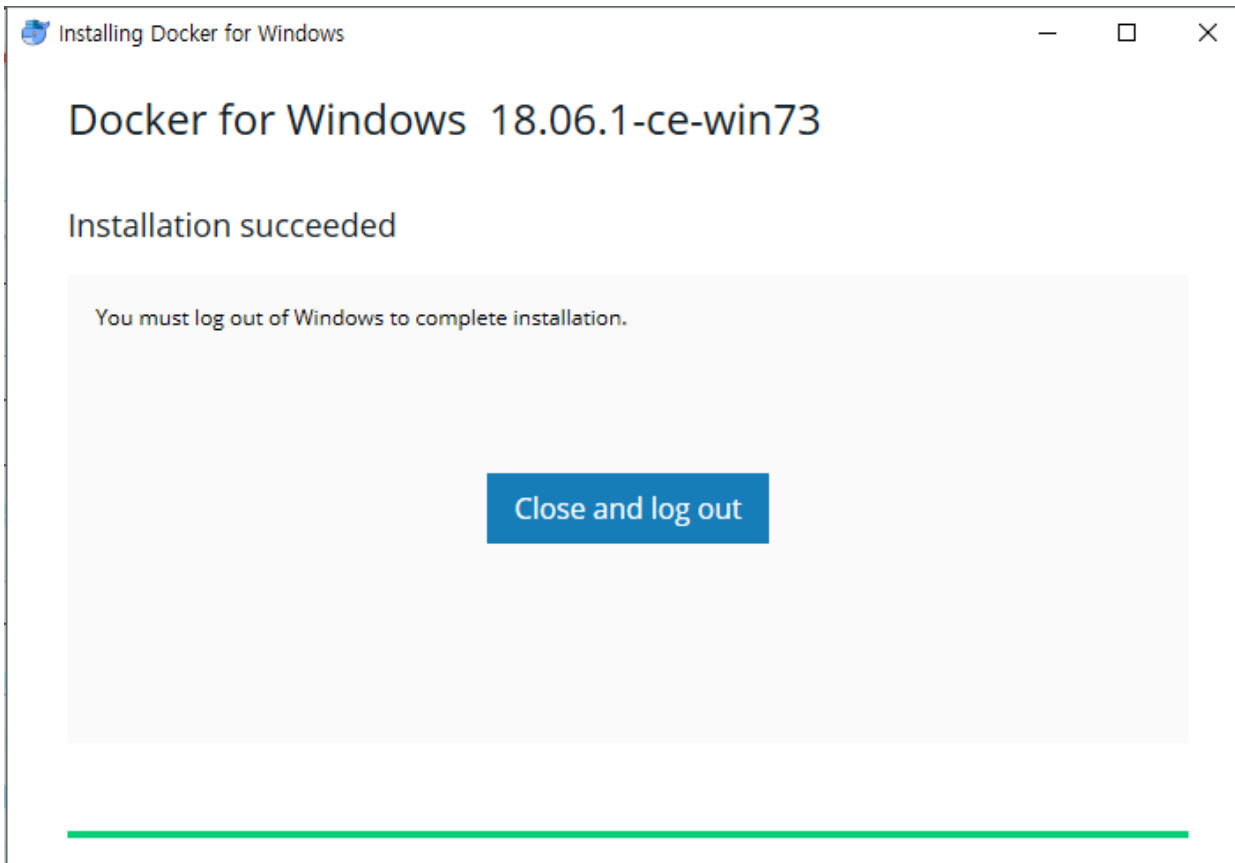 Installing Docker for Windows
Docker for Windows 18.06.1-ce-win73
Installation succeeded
You must log out of Windows to complete installation.
Close and log out